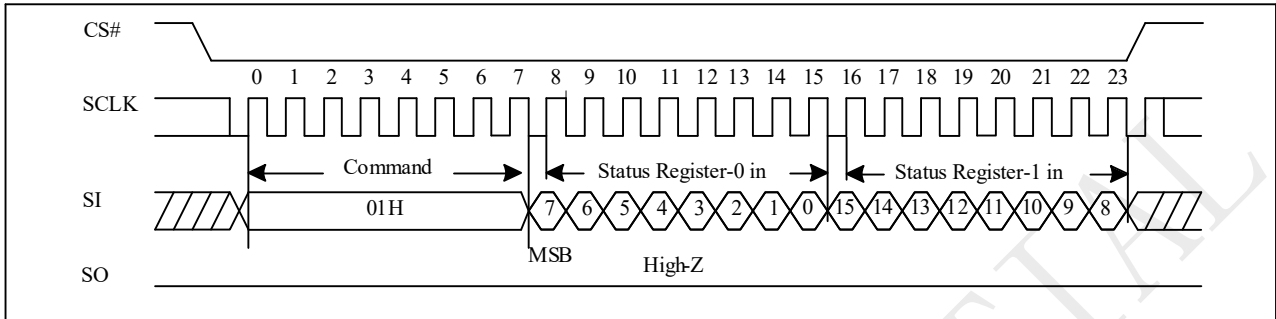 CS#
0 1 2 3 4 5 6 7 8 9 10 11 12 13 14 15 16 17 18 19 20 21 22 23
SCLK
Command Status Register-0 in Status Register-1 in
SI 01H 7 6 5 4 3 2 1 0 15 14 13 12 11 10 9 8
MSB High-Z
SO